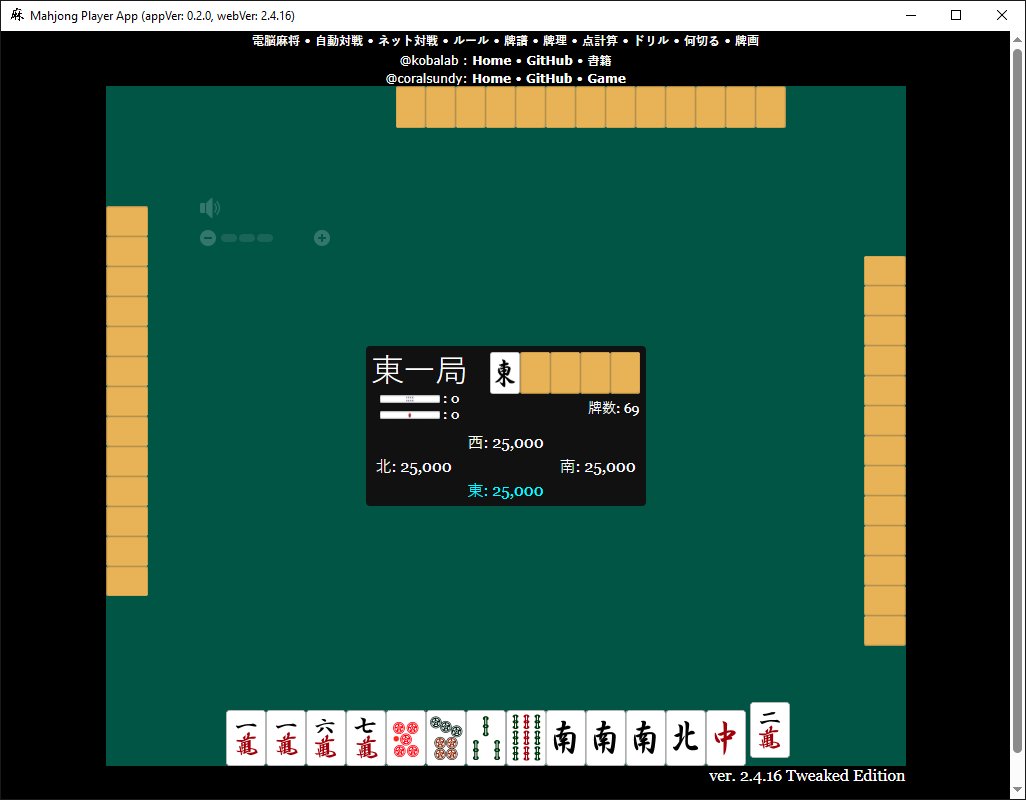 麻 Mahjong Player App (appVer: 0.2.0, webVer: 2.4.16)
電脳麻将 • 自動対戦 • ネット対戦 • ルール • 牌譜 • 牌理 • 点計算 • ドリル • 何切る • 牌画
@kobalab : Home • GitHub • 書籍
@coralsundy: Home • GitHub • Game
東一局 東
: 0
: 0
牌数: 69
西: 25,000
北: 25,000 南: 25,000
東: 25,000
一萬 一萬 六萬 七萬 南 南 南 北 中 二萬
ver. 2.4.16 Tweaked Edition